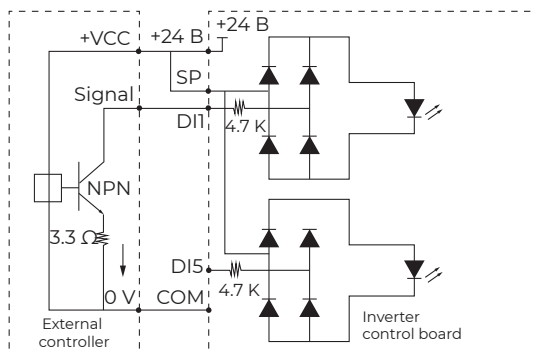 +24 B
+VCC
+24 B
SP
Signal
DI1
4.7 K
NPN
3.3 Ω
DI5
4.7 K
0 V
COM
External
controller
Inverter
control board